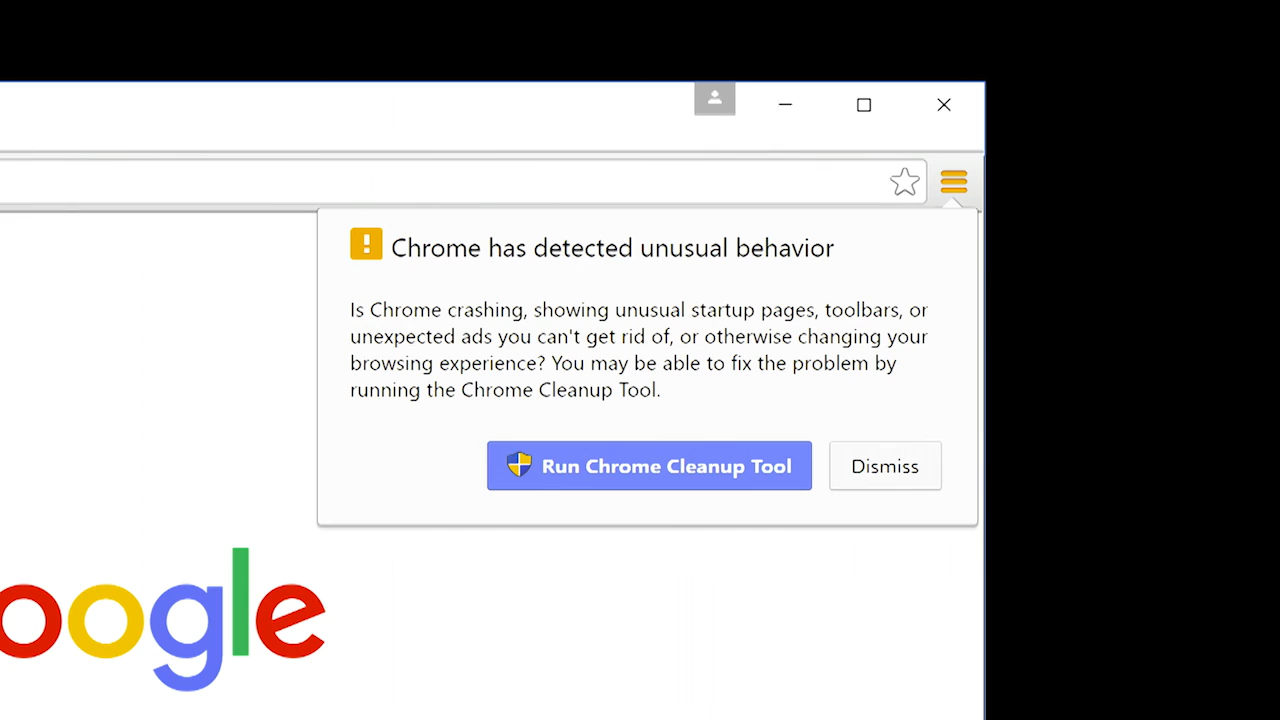 Chrome has detected unusual behavior
Is Chrome crashing, showing unusual startup pages, toolbars, or
unexpected ads you can't get rid of, or otherwise changing your
browsing experience? You may be able to fix the problem by
running the Chrome Cleanup Tool.
Run Chrome Cleanup Tool
Dismiss
oogle